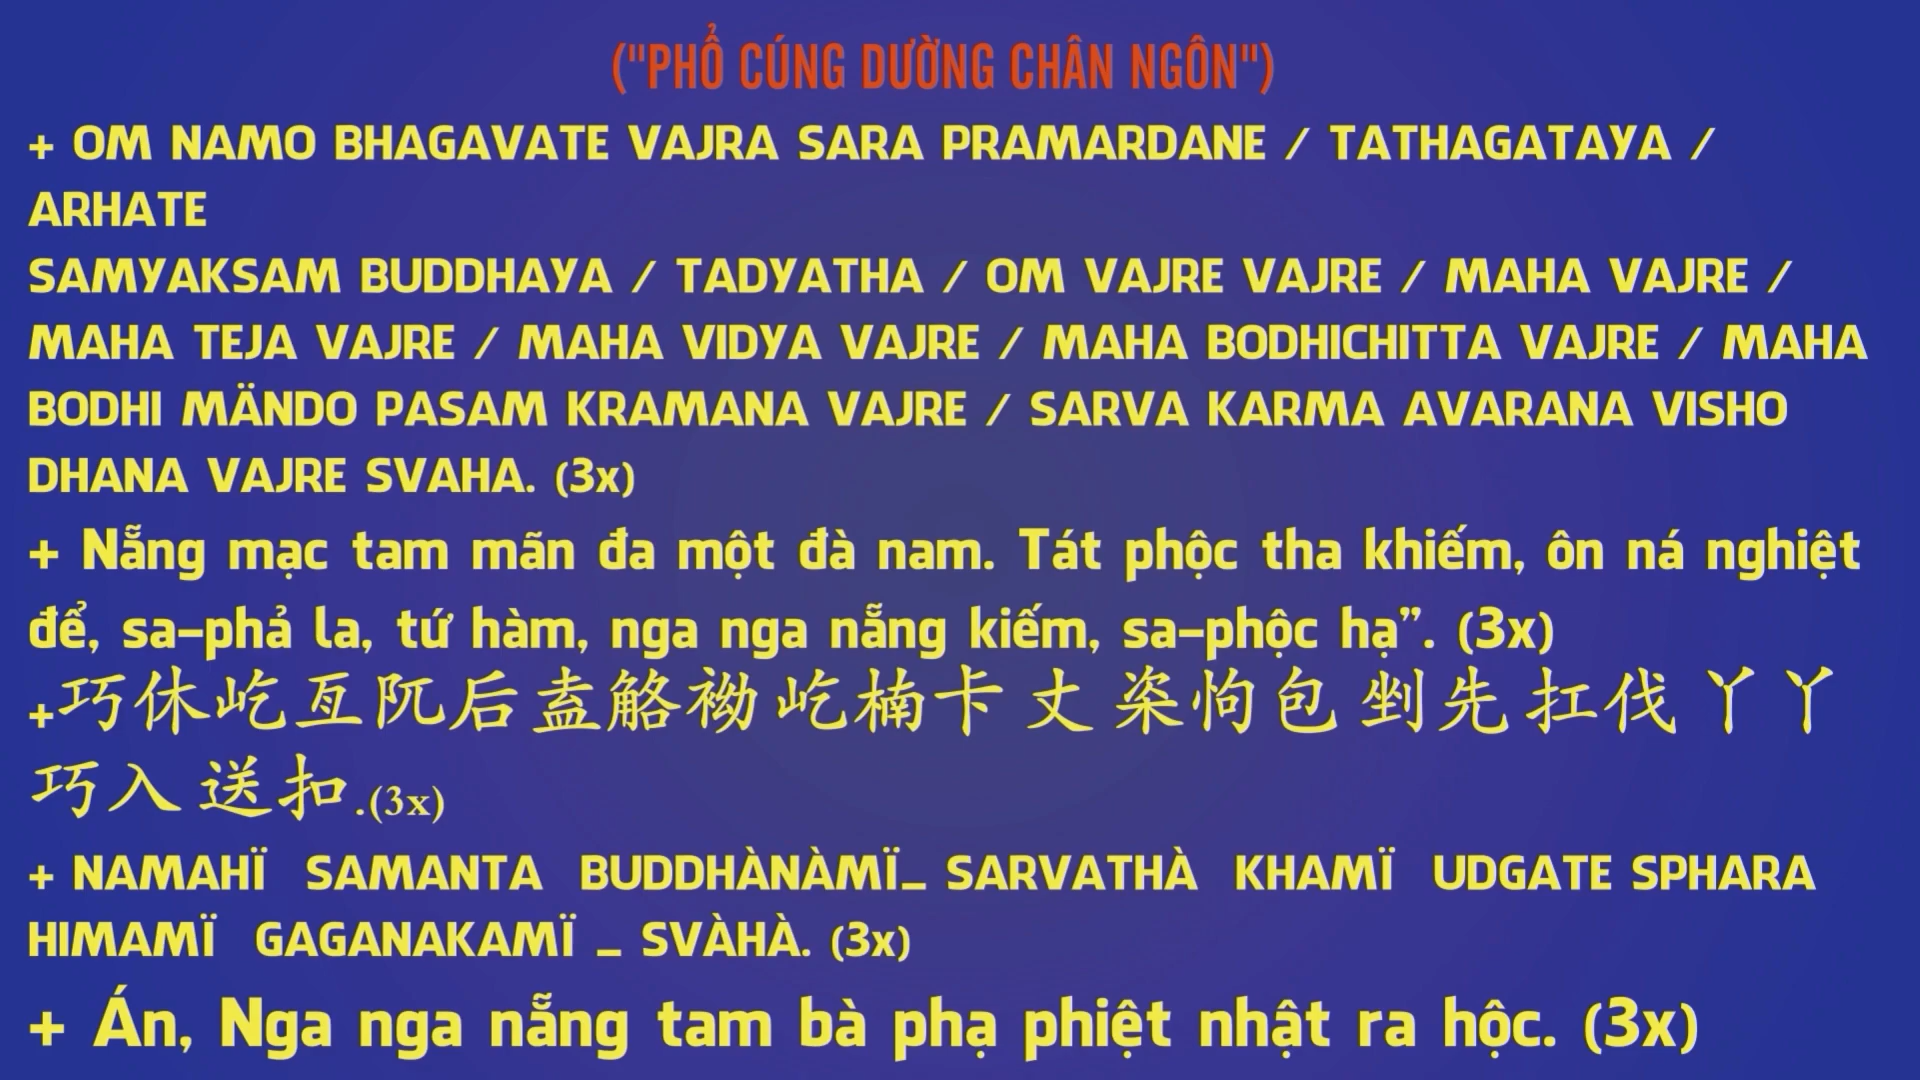 ("PHỔ CÚNG DƯỜNG CHÂN NGÔN")
+ OM NAMO BHAGAVATE VAJRA SARA PRAMARDANE / TATHAGATAYA /
ARHATE
SAMYAKSAM BUDDHAYA / TADYATHA / OM VAJRE VAJRE / MAHA VAJRE /
MAHA TEJA VAJRE / MAHA VIDYA VAJRE / MAHA BODHICHITTA VAJRE / MAHA
BODHI MÄNDO PASAM KRAMANA VAJRE / SARVA KARMA AVARANA VISHO
DHANA VAJRE SVAHA. (3x)
+ Nẵng mạc tam mãn đa một đà nam. Tát phộc tha khiếm, ôn ná nghiệt
để, sa–phả la, tứ hàm, nga nga nẵng kiếm, sa–phộc hạ”. (3x)
+巧休屹亙阢后盍觡袎屹楠卡丈粢怐包剉先扛伐丫丫
巧入送扣.(3x)
+ NAMAHÏ SAMANTA BUDDHÀNÀMÏ_ SARVATHÀ KHAMÏ UDGATE SPHARA
HIMAMÏ GAGANAKAMÏ _ SVÀHÀ. (3x)
+ Án, Nga nga nẵng tam bà phạ phiệt nhật ra hộc. (3x)